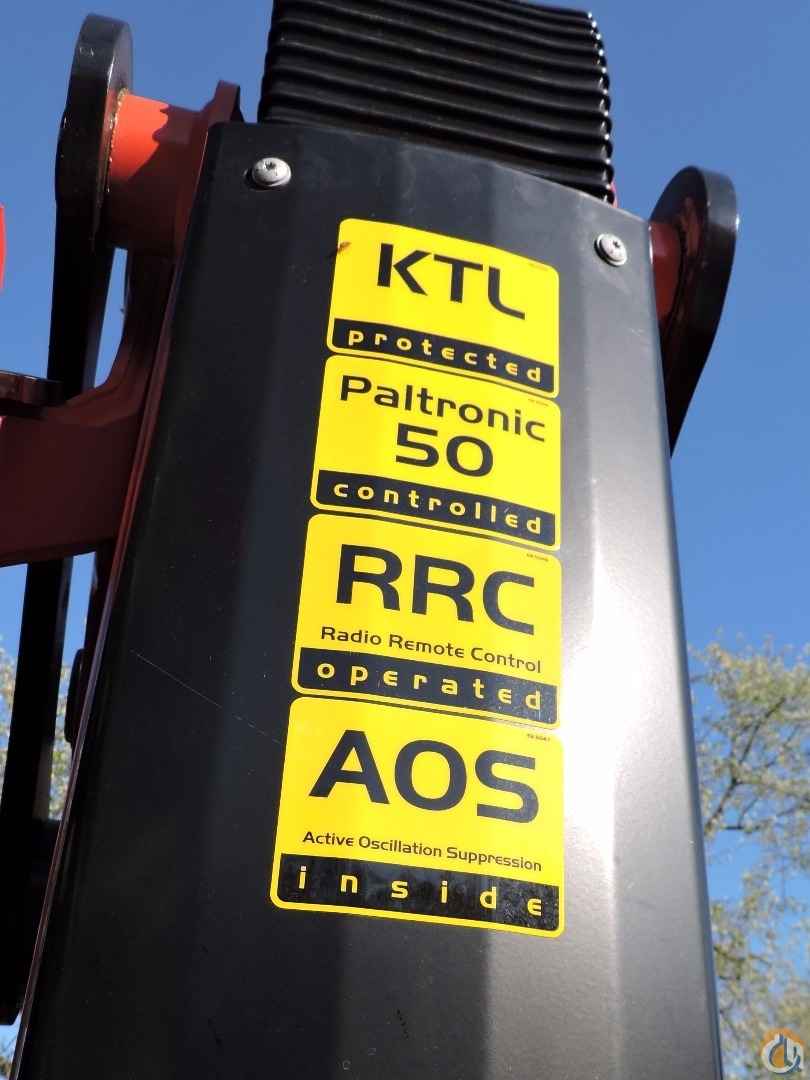 KTL
protected
Paltronic
50
controlled
RRC
Radio Remote Control
operated
AOS
Active Oscillation Suppression
inside